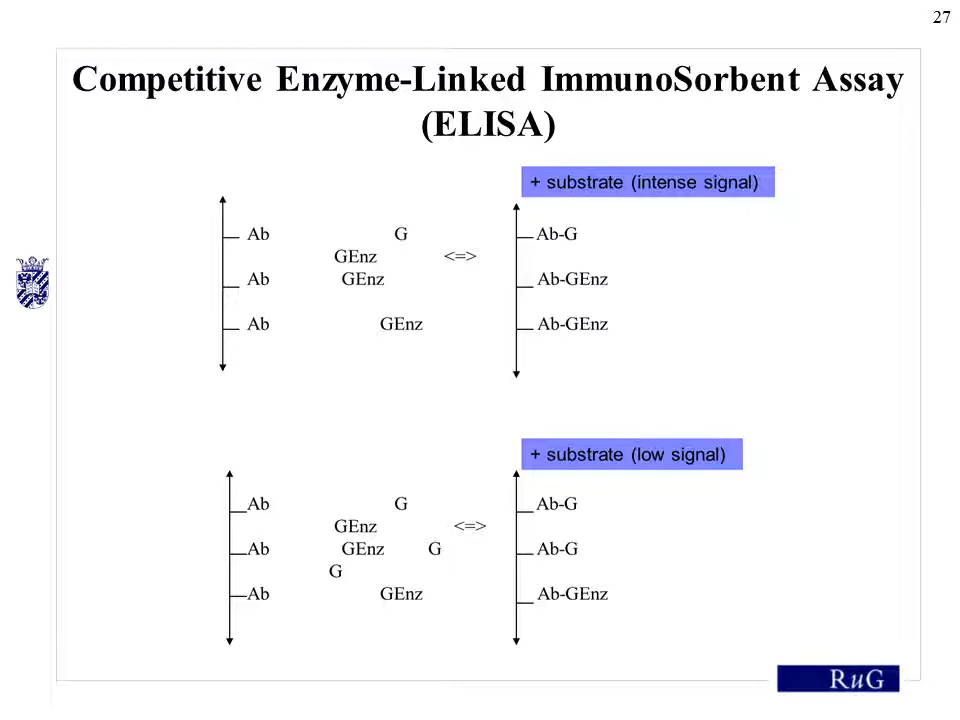 27
Competitive Enzyme-Linked ImmunoSorbent Assay
(ELISA)
+ substrate (intense signal)
Ab G Ab-G
GEnz <=>
Ab GEnz Ab-GEnz
Ab GEnz Ab-GEnz
+ substrate (low signal)
Ab G Ab-G
GEnz <=>
Ab GEnz G Ab-G
G
Ab GEnz Ab-GEnz
RuG